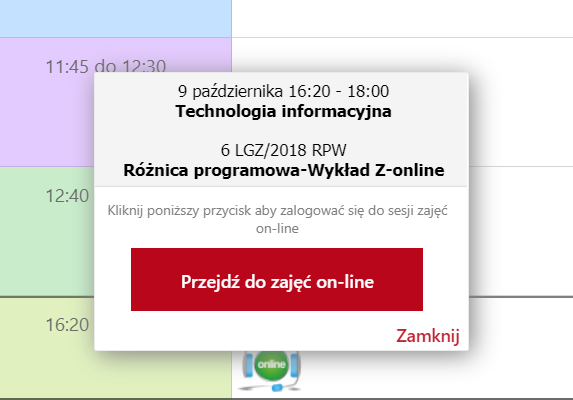 11:45 do 12:30
9 października 16:20 - 18:00
Technologia informacyjna
6 LGZ/2018 RPW
Różnica programowa-Wykład Z-online
12:40
Kliknij poniższy przycisk aby zalogować się do sesji zajęć
on-line
Przejdź do zajęć on-line
16:20
Zamknij
online